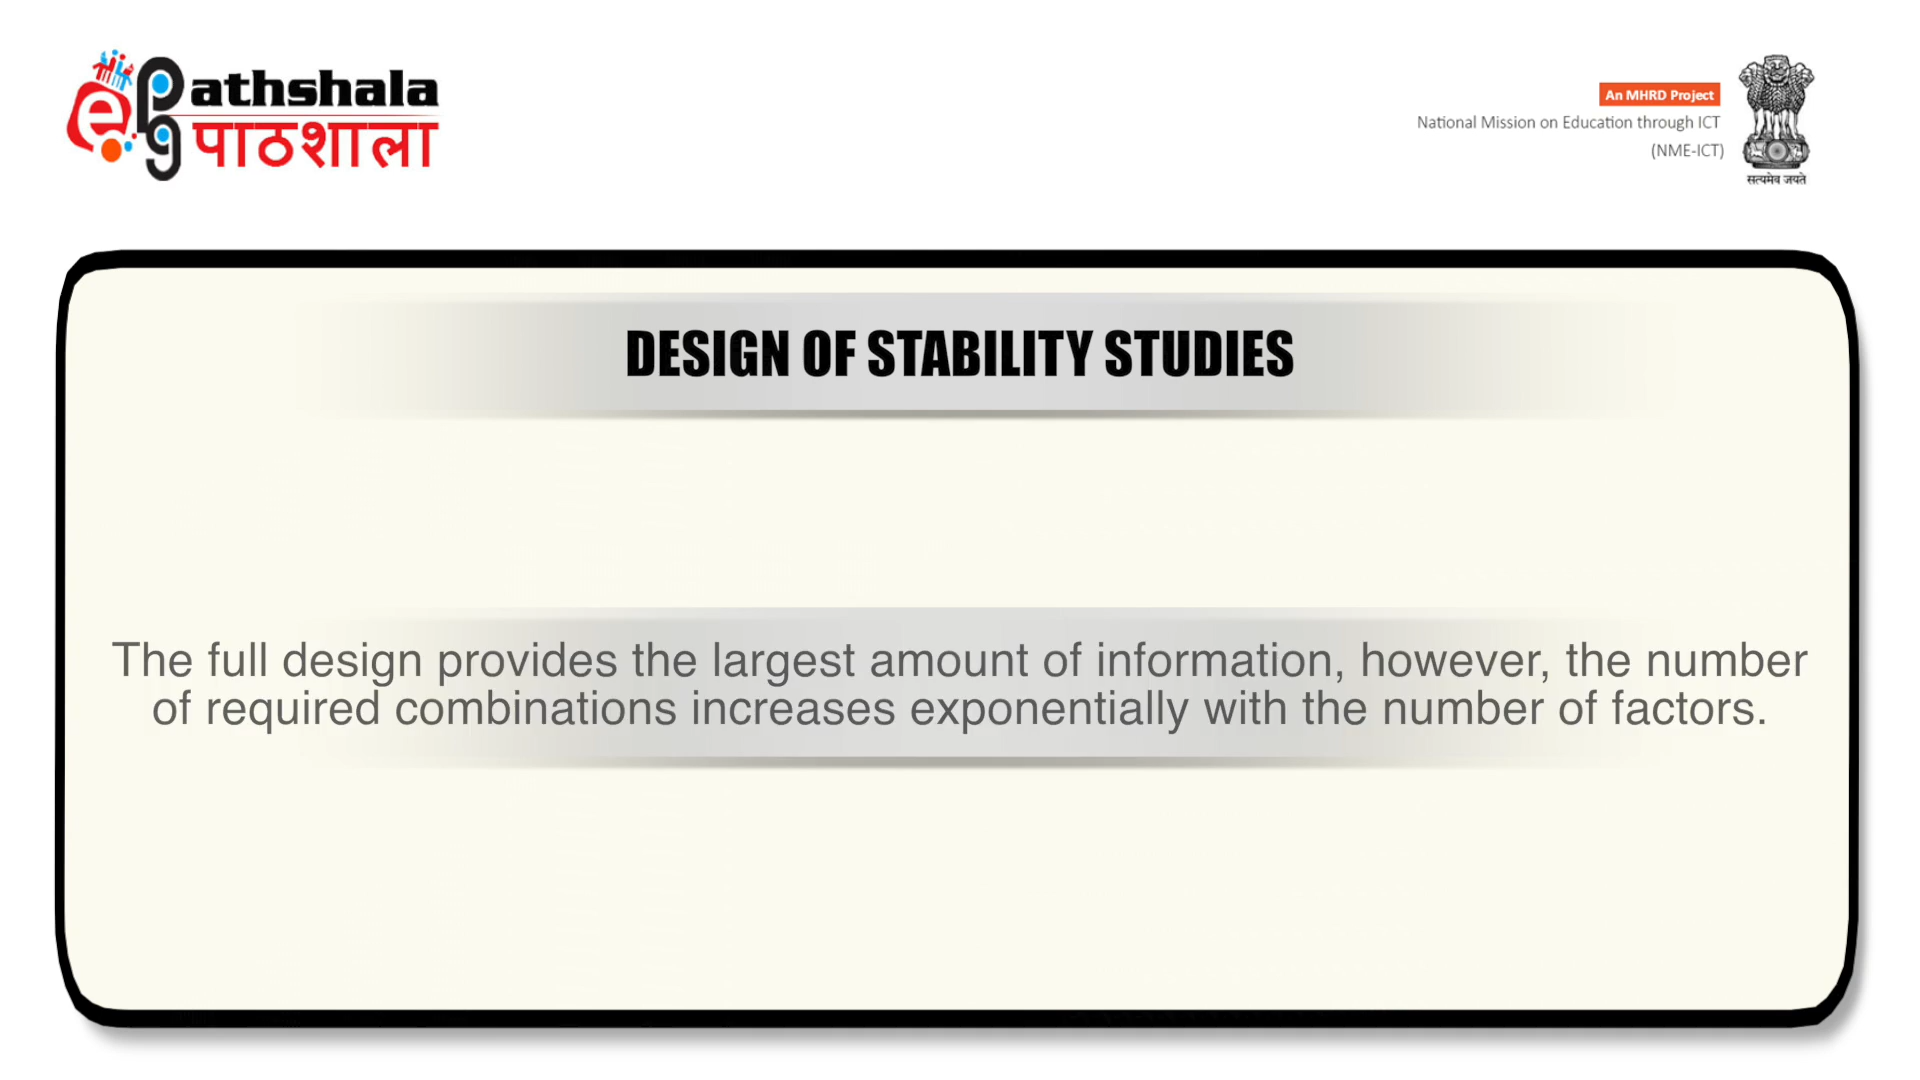 e pg Pathshala
पाठशाला
An MHRD Project
National Mission on Education through ICT
(NME-ICT)
सत्यमेव जयते
DESIGN OF STABILITY STUDIES
The full design provides the largest amount of information, however, the number
of required combinations increases exponentially with the number of factors.